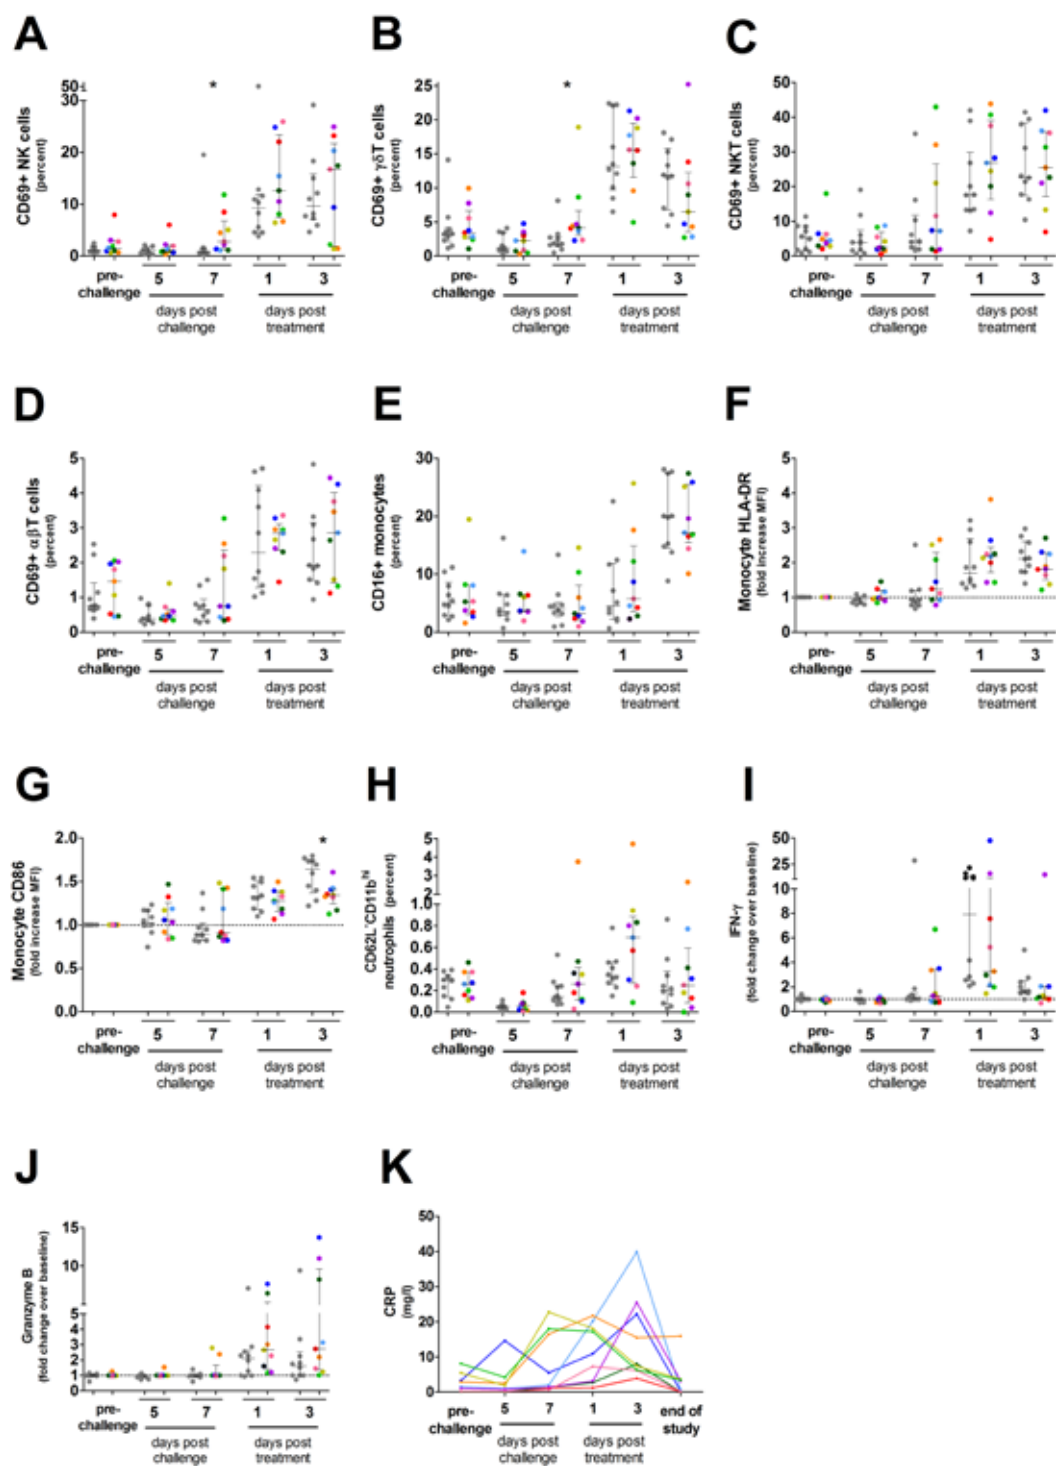 A
CD69+ NK cells
(percent)
50
30
20
10
0
*
pre-
challenge
5
7
1
3
days post
challenge
days post
treatment
B
CD69+ γδT cells
(percent)
25
20
15
10
5
0
*
pre-
challenge
5
7
1
3
days post
challenge
days post
treatment
C
CD69+ NKT cells
(percent)
50
40
30
20
10
0
pre-
challenge
5
7
1
3
days post
challenge
days post
treatment
D
CD69+ αβT cells
(percent)
5
4
3
2
1
0
pre-
challenge
5
7
1
3
days post
challenge
days post
treatment
E
CD16+ monocytes
(percent)
30
20
10
0
pre-
challenge
5
7
1
3
days post
challenge
days post
treatment
F
Monocyte HLA-DR
(fold increase MFI)
5
4
3
2
1
0
pre-
challenge
5
7
1
3
days post
challenge
days post
treatment
G
Monocyte CD86
(fold increase MFI)
2.0
1.5
1.0
0.5
0.0
*
pre-
challenge
5
7
1
3
days post
challenge
days post
treatment
H
CD62L-CD11bhi
neutrophils (percent)
5
4
3
2
1.0
0.8
0.6
0.4
0.2
0.0
pre-
challenge
5
7
1
3
days post
challenge
days post
treatment
I
IFN-γ
(fold change over baseline)
50
25
10
8
6
4
2
1
0
pre-
challenge
5
7
1
3
days post
challenge
days post
treatment
J
Granzyme B
(fold change over baseline)
15
10
5
4
3
2
1
0
pre-
challenge
5
7
1
3
days post
challenge
days post
treatment
K
CRP
(mg/l)
50
40
30
20
10
0
pre-
challenge
5
7
1
3
end of
study
days post
challenge
days post
treatment